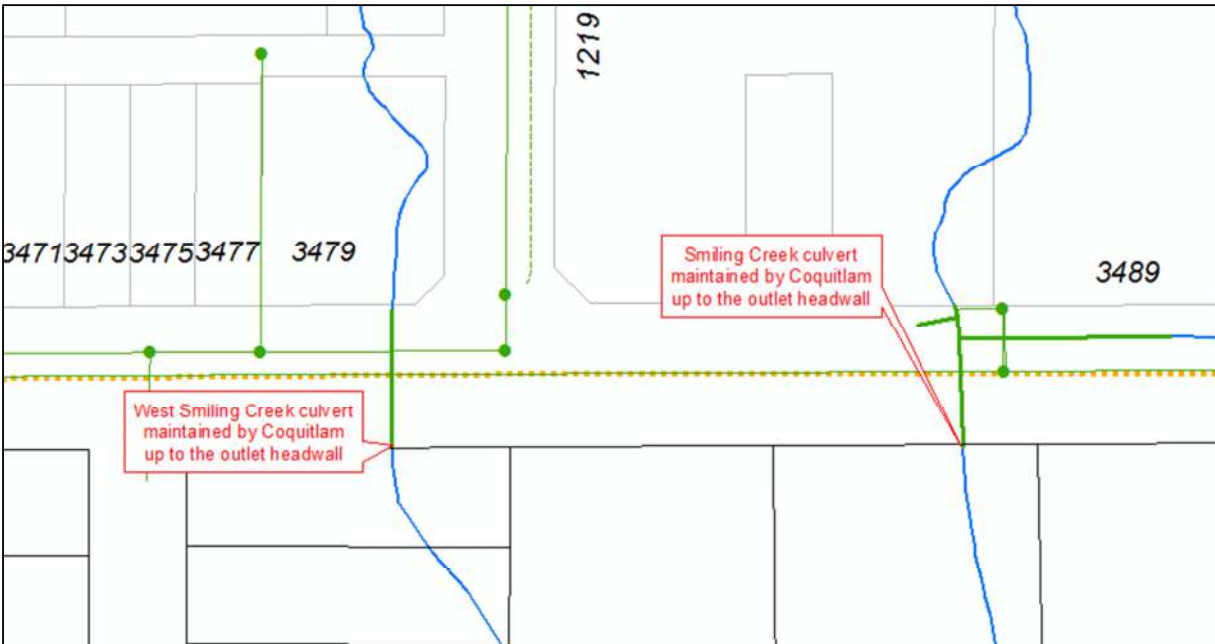 1219
3471 3473 3475 3477 3479
Smiling Creek culvert
maintained by Coquitlam
up to the outlet headwall
3489
West Smiling Creek culvert
maintained by Coquitlam
up to the outlet headwall